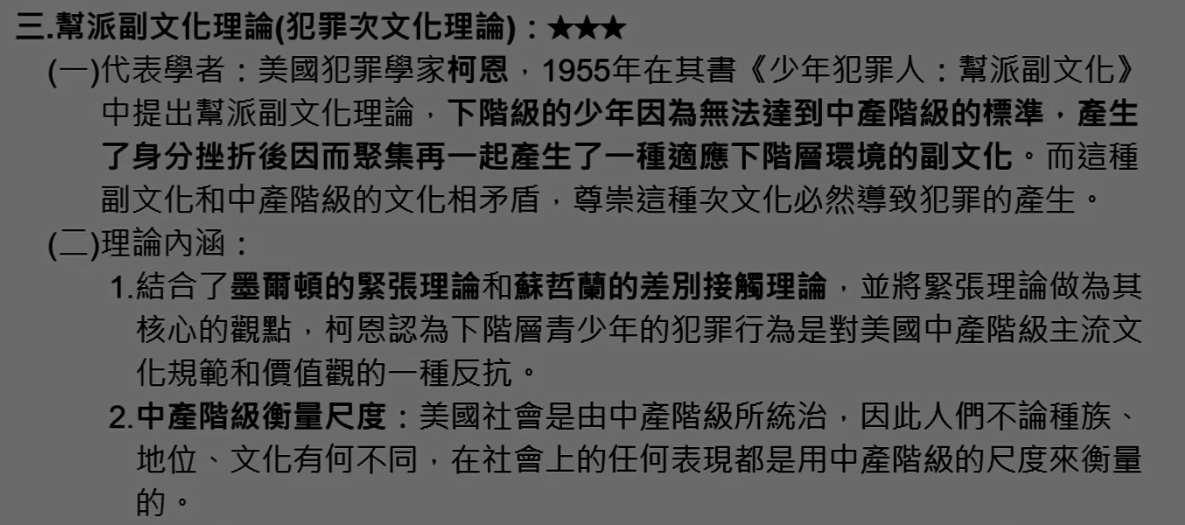 三.幫派副文化理論(犯罪次文化理論)：★★★
(一)代表學者：美國犯罪學家柯恩，1955年在其書《少年犯罪人：幫派副文化》
中提出幫派副文化理論，下階級的少年因為無法達到中產階級的標準，產生
了身分挫折後因而聚集再一起產生了一種適應下階層環境的副文化。而這種
副文化和中產階級的文化相矛盾，尊崇這種次文化必然導致犯罪的產生。
(二)理論內涵：
1.結合了墨爾頓的緊張理論和蘇哲蘭的差別接觸理論，並將緊張理論做為其
核心的觀點，柯恩認為下階層青少年的犯罪行為是對美國中產階級主流文
化規範和價值觀的一種反抗。
2.中產階級衡量尺度：美國社會是由中產階級所統治，因此人們不論種族、
地位、文化有何不同，在社會上的任何表現都是用中產階級的尺度來衡量
的。